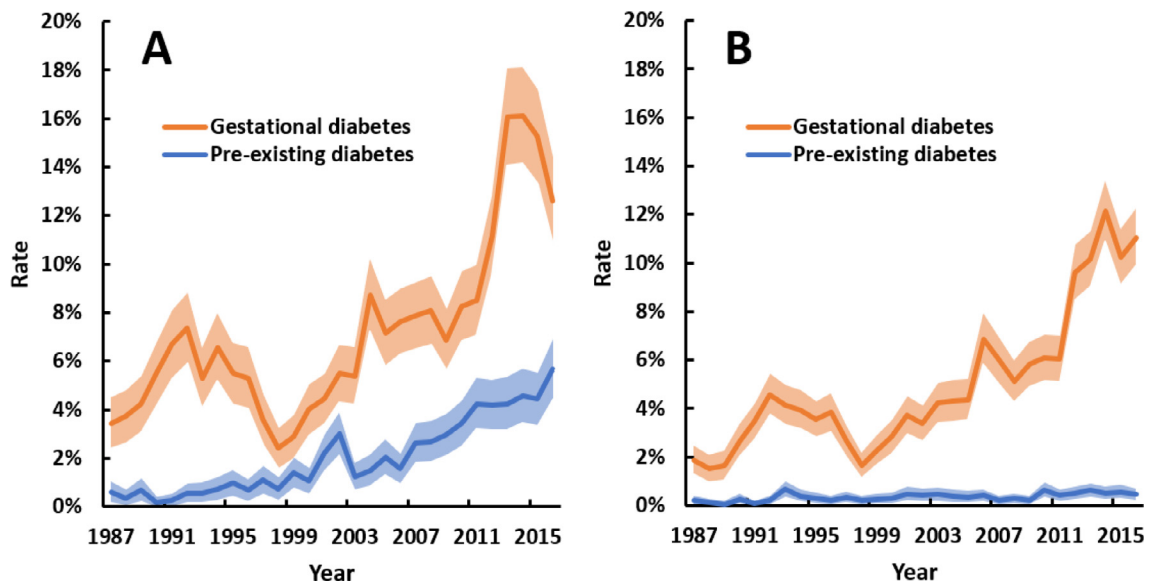 A
20%
18%
16%
14%
12%
10%
8%
6%
4%
2%
0%
Rate
Gestational diabetes
Pre-existing diabetes
1987 1991 1995 1999 2003 2007 2011 2015
Year
B
20%
18%
16%
14%
12%
10%
8%
6%
4%
2%
0%
Rate
Gestational diabetes
Pre-existing diabetes
1987 1991 1995 1999 2003 2007 2011 2015
Year